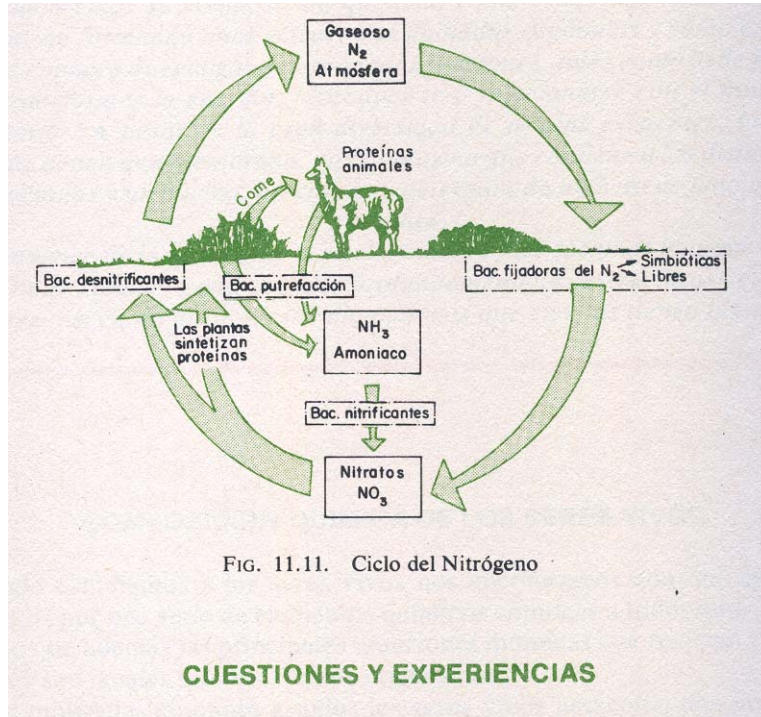 Gaseoso
N2
Atmósfera
Proteínas
animales
Come
Bac. desnitrificantes
Bac. putrefacción
Bac. fijadoras del N2
Simbióticas
Libres
Las plantas
sintetizan
proteínas
NH3
Amoniaco
Bac. nitrificantes
Nitratos
NO3
FIG. 11.11. Ciclo del Nitrógeno
CUESTIONES Y EXPERIENCIAS